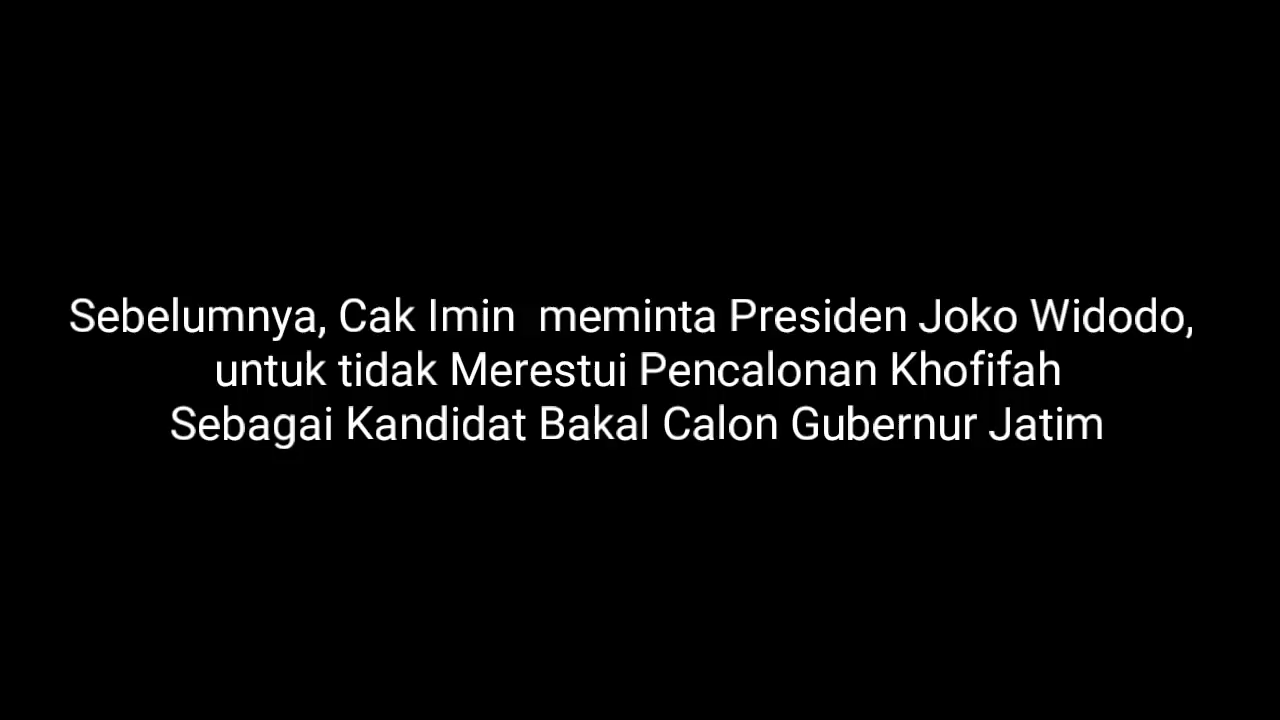 Sebelumnya, Cak Imin  meminta Presiden Joko Widodo,
untuk tidak Merestui Pencalonan Khofifah
Sebagai Kandidat Bakal Calon Gubernur Jatim